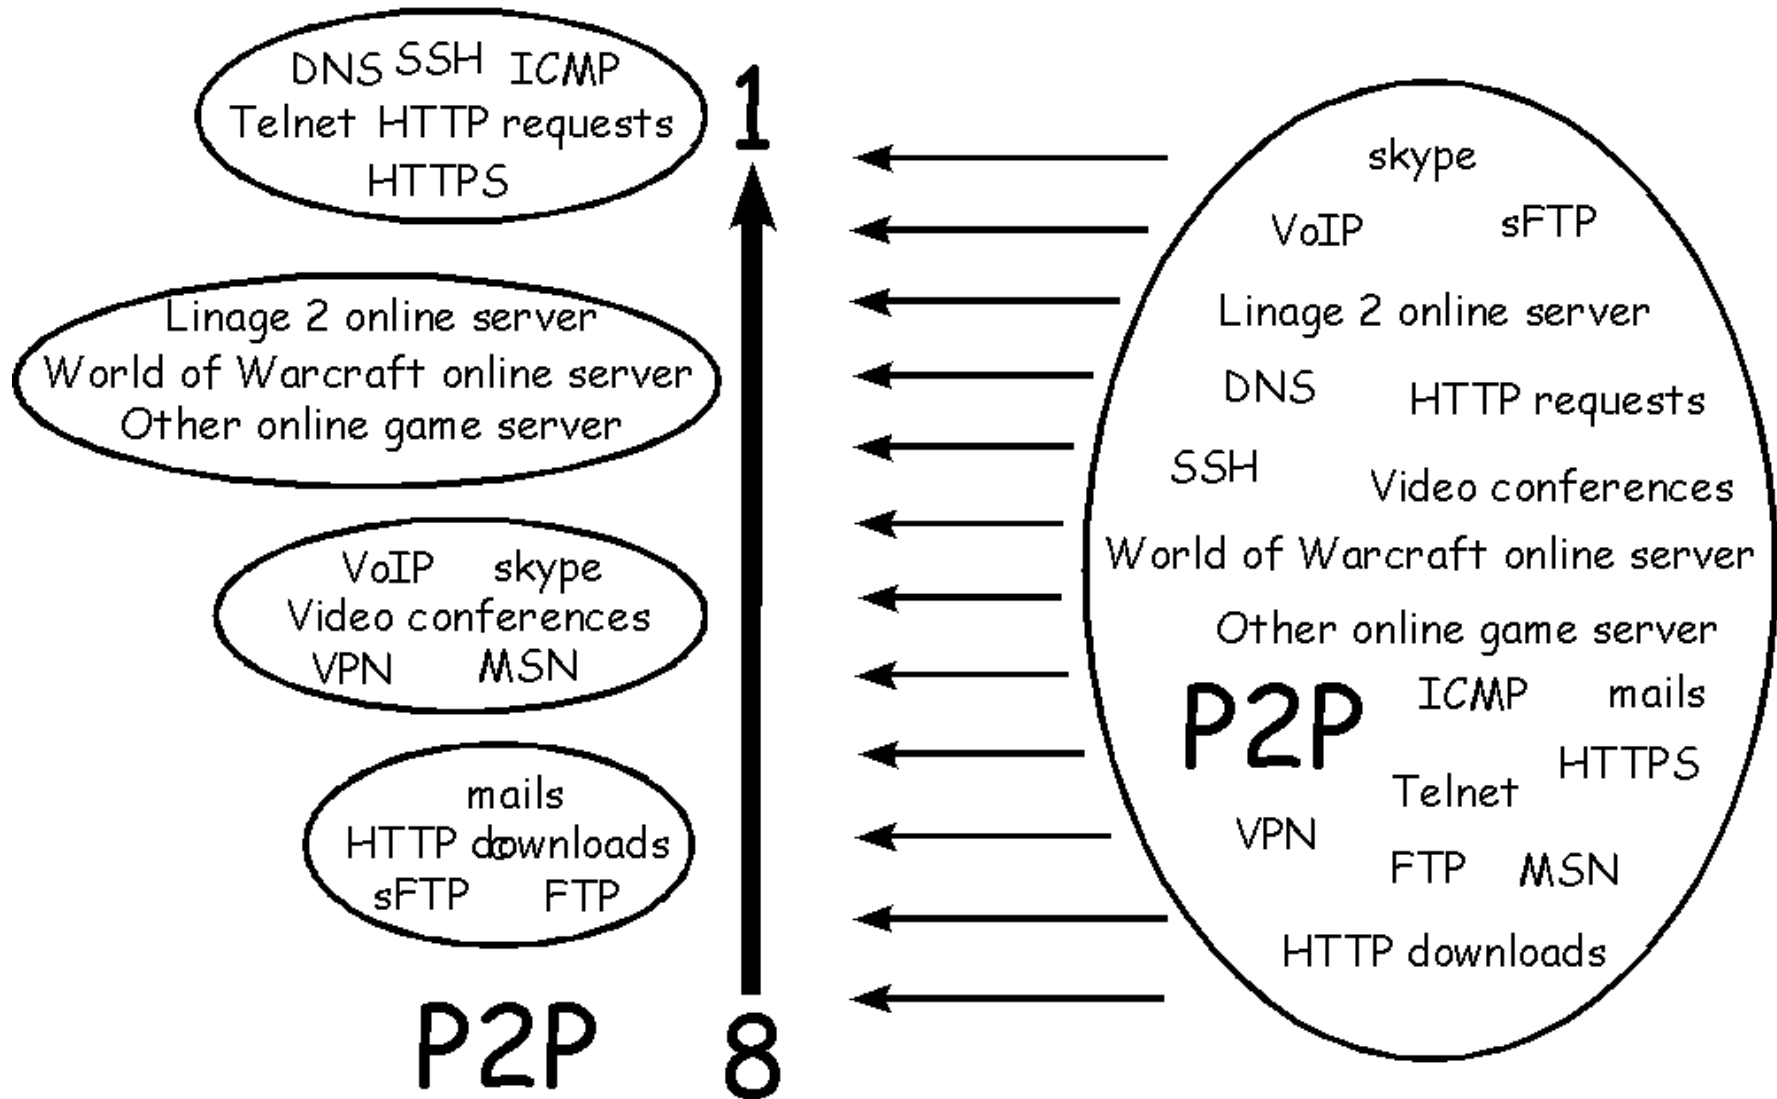 DNS SSH ICMP
Telnet HTTP requests
HTTPS
1
Linage 2 online server
World of Warcraft online server
Other online game server
VoIP skype
Video conferences
VPN MSN
mails
HTTP downloads
sFTP FTP
P2P
8
skype
VoIP sFTP
Linage 2 online server
DNS HTTP requests
SSH Video conferences
World of Warcraft online server
Other online game server
P2P ICMP mails
Telnet HTTPS
VPN
FTP MSN
HTTP downloads